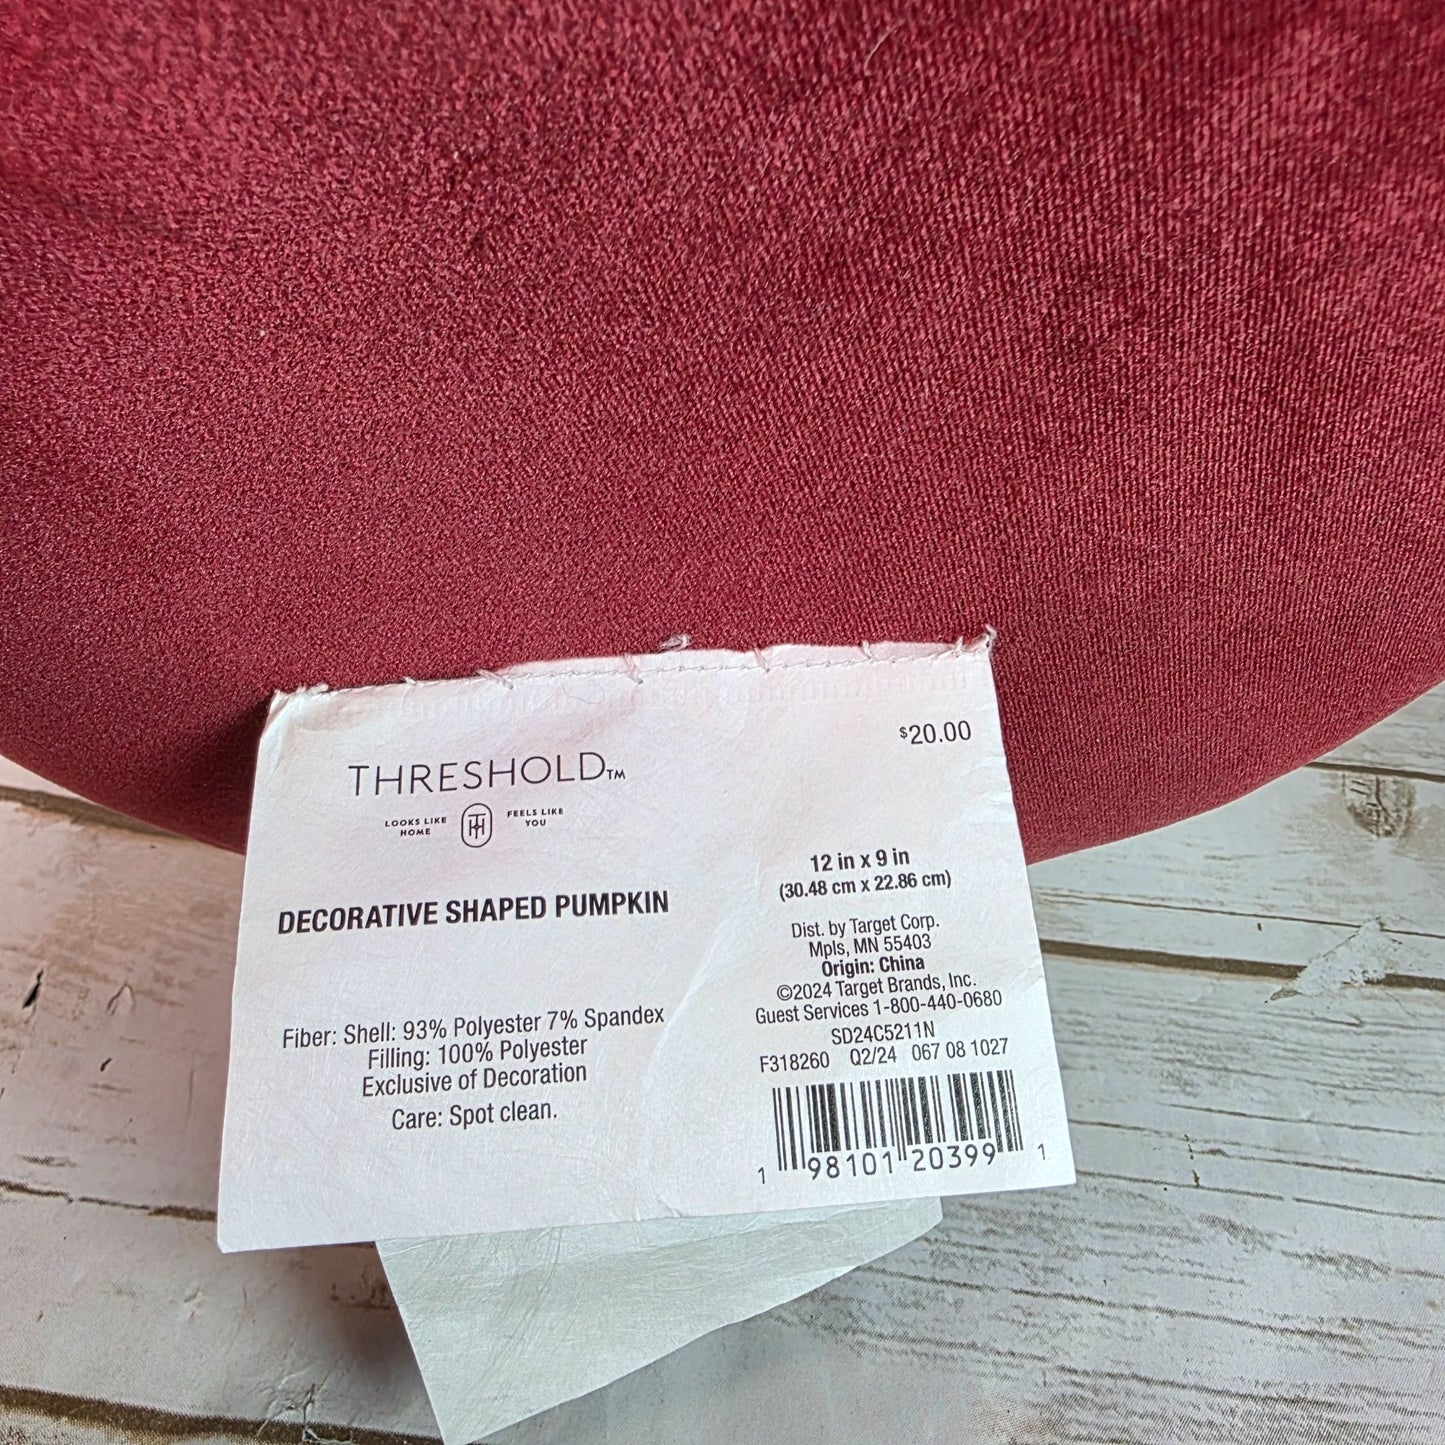 $20.00
THRESHOLD™
LOOKS LIKE HOME
TH
FEELS LIKE YOU
DECORATIVE SHAPED PUMPKIN
Fiber: Shell: 93% Polyester 7% Spandex
Filling: 100% Polyester
Exclusive of Decoration
Care: Spot clean.
12 in x 9 in
(30.48 cm x 22.86 cm)
Dist. by Target Corp.
Mpls, MN 55403
Origin: China
©2024 Target Brands, Inc.
Guest Services 1-800-440-0680
SD24C5211N
F318260 Q2/24 067 08 1027
1 98101 20399 1